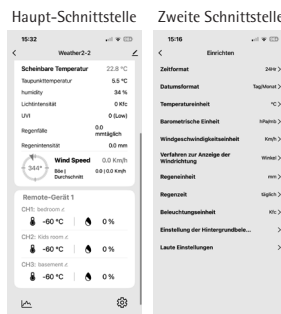 Haupt-Schnittstelle
Zweite Schnittstelle
15:32
Weather2-2
Scheinbare Temperatur 22.8 °C
Taupunkttemperatur 5.5 °C
humidity 34 %
Lichtintensität 0 Kfc
UVI 0 (Low)
Regenfälle 0.0 mmtäglich
Regenintensität 0.0 mm
344° Wind Speed 0.0 Km/h
Böe | Durchschnitt 0.0 | 0.0 Km/h
Remote-Gerät 1
CH1: bedroom
-60 °C 0 %
CH2: Kids room
-60 °C 0 %
CH3: basement
-60 °C 0 %
15:16
Einrichten
Zeitformat 24Hr >
Datumsformat Tag/Monat >
Temperatureinheit °C >
Barometrische Einheit hPa/mb >
Windgeschwindigkeitseinheit Km/h >
Verfahren zur Anzeige der Windrichtung Winkel >
Regeneinheit mm >
Regenzeit täglich >
Beleuchtungseinheit Kfc >
Einstellung der Hintergrundbele... >
Laute Einstellungen >